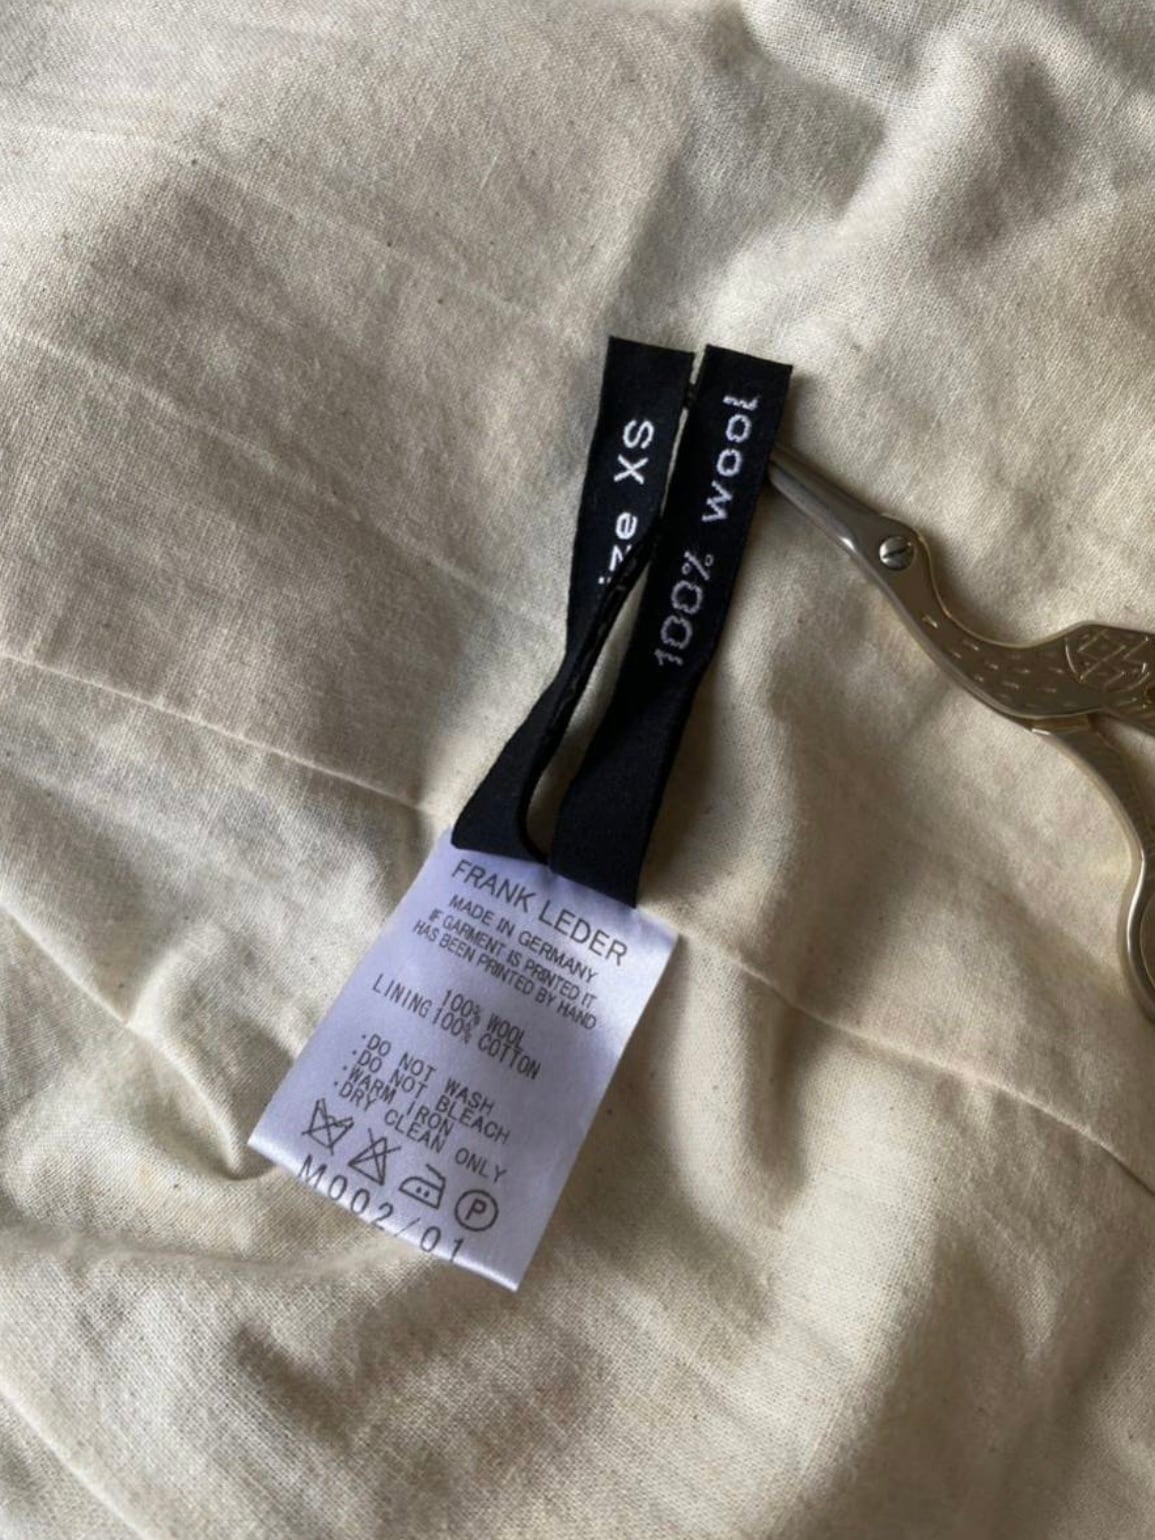 ize XS
100% wool
FRANK LEDER
MADE IN GERMANY
IF GARMENT IS PRINTED IT
HAS BEEN PRINTED BY HAND
100% WOOL
LINING 100% COTTON
·DO NOT WASH
·DO NOT BLEACH
·WARM IRON
·DRY CLEAN ONLY
P
M002/01